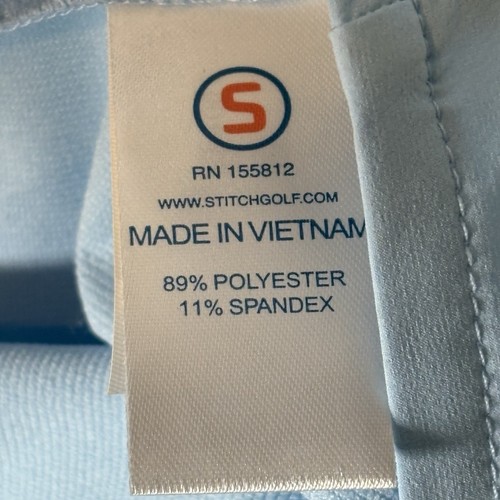 S
RN 155812
WWW.STITCHGOLF.COM
MADE IN VIETNAM
89% POLYESTER
11% SPANDEX